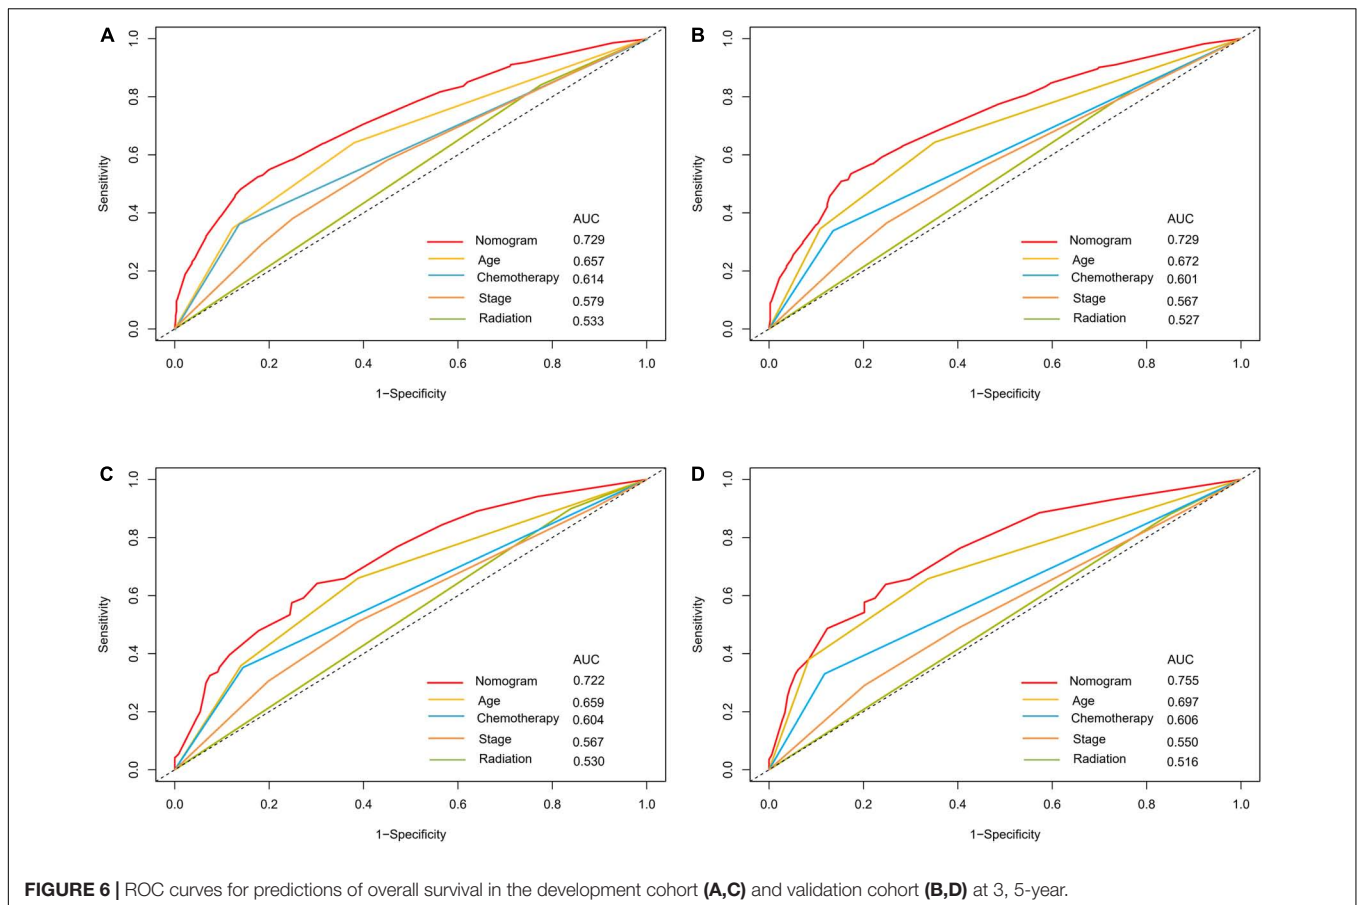 A
1.0
0.8
0.6
0.4
0.2
0.0
Sensitivity
AUC
Nomogram 0.729
Age 0.657
Chemotherapy 0.614
Stage 0.579
Radiation 0.533
0.0 0.2 0.4 0.6 0.8 1.0
1−Specificity
B
1.0
0.8
0.6
0.4
0.2
0.0
Sensitivity
AUC
Nomogram 0.729
Age 0.672
Chemotherapy 0.601
Stage 0.567
Radiation 0.527
0.0 0.2 0.4 0.6 0.8 1.0
1−Specificity
C
1.0
0.8
0.6
0.4
0.2
0.0
Sensitivity
AUC
Nomogram 0.722
Age 0.659
Chemotherapy 0.604
Stage 0.567
Radiation 0.530
0.0 0.2 0.4 0.6 0.8 1.0
1−Specificity
D
1.0
0.8
0.6
0.4
0.2
0.0
Sensitivity
AUC
Nomogram 0.755
Age 0.697
Chemotherapy 0.606
Stage 0.550
Radiation 0.516
0.0 0.2 0.4 0.6 0.8 1.0
1−Specificity
FIGURE 6 | ROC curves for predictions of overall survival in the development cohort (A,C) and validation cohort (B,D) at 3, 5-year.